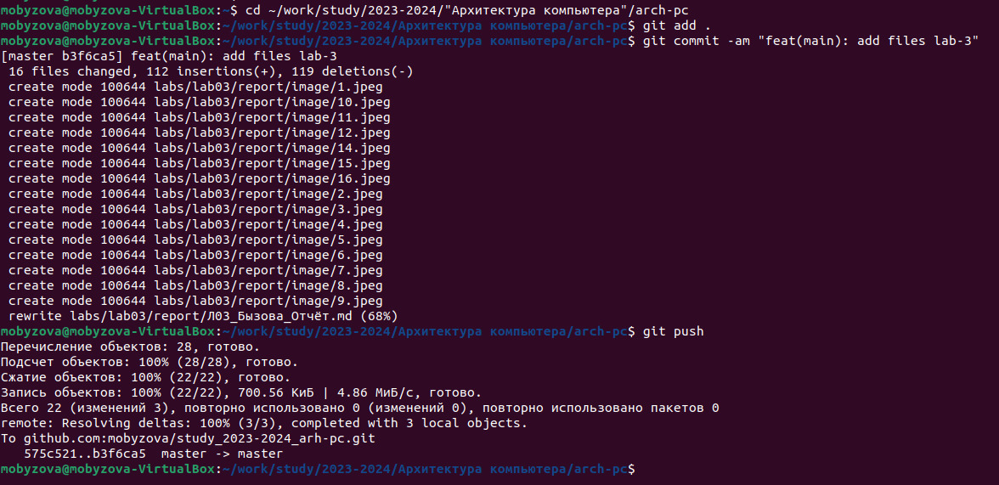 mobyzova@mobyzova-VirtualBox:~$ cd ~/work/study/2023-2024/"Архитектура компьютера"/arch-pc
mobyzova@mobyzova-VirtualBox:~/work/study/2023-2024/Архитектура компьютера/arch-pc$ git add .
mobyzova@mobyzova-VirtualBox:~/work/study/2023-2024/Архитектура компьютера/arch-pc$ git commit -am "feat(main): add files lab-3"
[master b3f6ca5] feat(main): add files lab-3
 16 files changed, 112 insertions(+), 119 deletions(-)
 create mode 100644 labs/lab03/report/image/1.jpeg
 create mode 100644 labs/lab03/report/image/10.jpeg
 create mode 100644 labs/lab03/report/image/11.jpeg
 create mode 100644 labs/lab03/report/image/12.jpeg
 create mode 100644 labs/lab03/report/image/14.jpeg
 create mode 100644 labs/lab03/report/image/15.jpeg
 create mode 100644 labs/lab03/report/image/16.jpeg
 create mode 100644 labs/lab03/report/image/2.jpeg
 create mode 100644 labs/lab03/report/image/3.jpeg
 create mode 100644 labs/lab03/report/image/4.jpeg
 create mode 100644 labs/lab03/report/image/5.jpeg
 create mode 100644 labs/lab03/report/image/6.jpeg
 create mode 100644 labs/lab03/report/image/7.jpeg
 create mode 100644 labs/lab03/report/image/8.jpeg
 create mode 100644 labs/lab03/report/image/9.jpeg
 rewrite labs/lab03/report/Л03_Бызова_Отчёт.md (68%)
mobyzova@mobyzova-VirtualBox:~/work/study/2023-2024/Архитектура компьютера/arch-pc$ git push
Перечисление объектов: 28, готово.
Подсчет объектов: 100% (28/28), готово.
Сжатие объектов: 100% (22/22), готово.
Запись объектов: 100% (22/22), 700.56 КиБ | 4.86 МиБ/с, готово.
Всего 22 (изменений 3), повторно использовано 0 (изменений 0), повторно использовано пакетов 0
remote: Resolving deltas: 100% (3/3), completed with 3 local objects.
To github.com:mobyzova/study_2023-2024_arh-pc.git
   575c521..b3f6ca5  master -> master
mobyzova@mobyzova-VirtualBox:~/work/study/2023-2024/Архитектура компьютера/arch-pc$